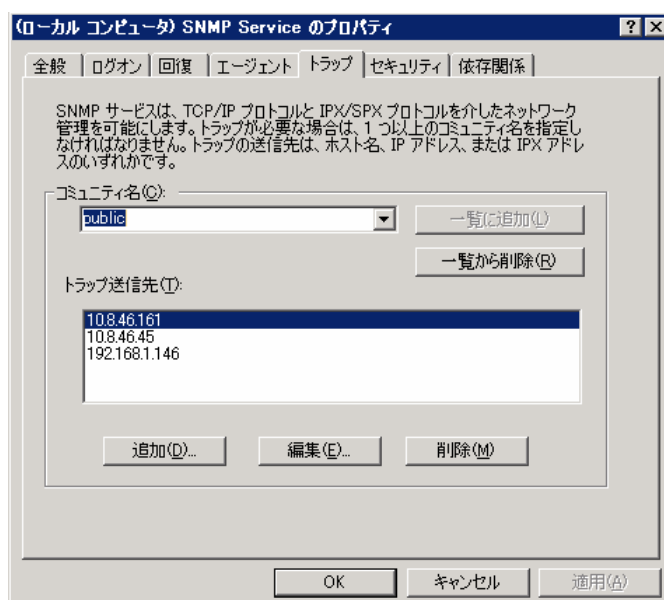 (ローカル コンピュータ) SNMP Service のプロパティ
全般 ログオン 回復 エージェント トラップ セキュリティ 依存関係
SNMP サービスは、TCP/IP プロトコルと IPX/SPX プロトコルを介したネットワーク
管理を可能にします。トラップが必要な場合は、1 つ以上のコミュニティ名を指定し
なければなりません。トラップの送信先は、ホスト名、IP アドレス、または IPX アドレ
スのいずれかです。
コミュニティ名(C):
public 一覧に追加(L)
一覧から削除(R)
トラップ送信先(T):
10.8.46.161
10.8.46.45
192.168.1.146
追加(D)... 編集(E)... 削除(M)
OK キャンセル 適用(A)